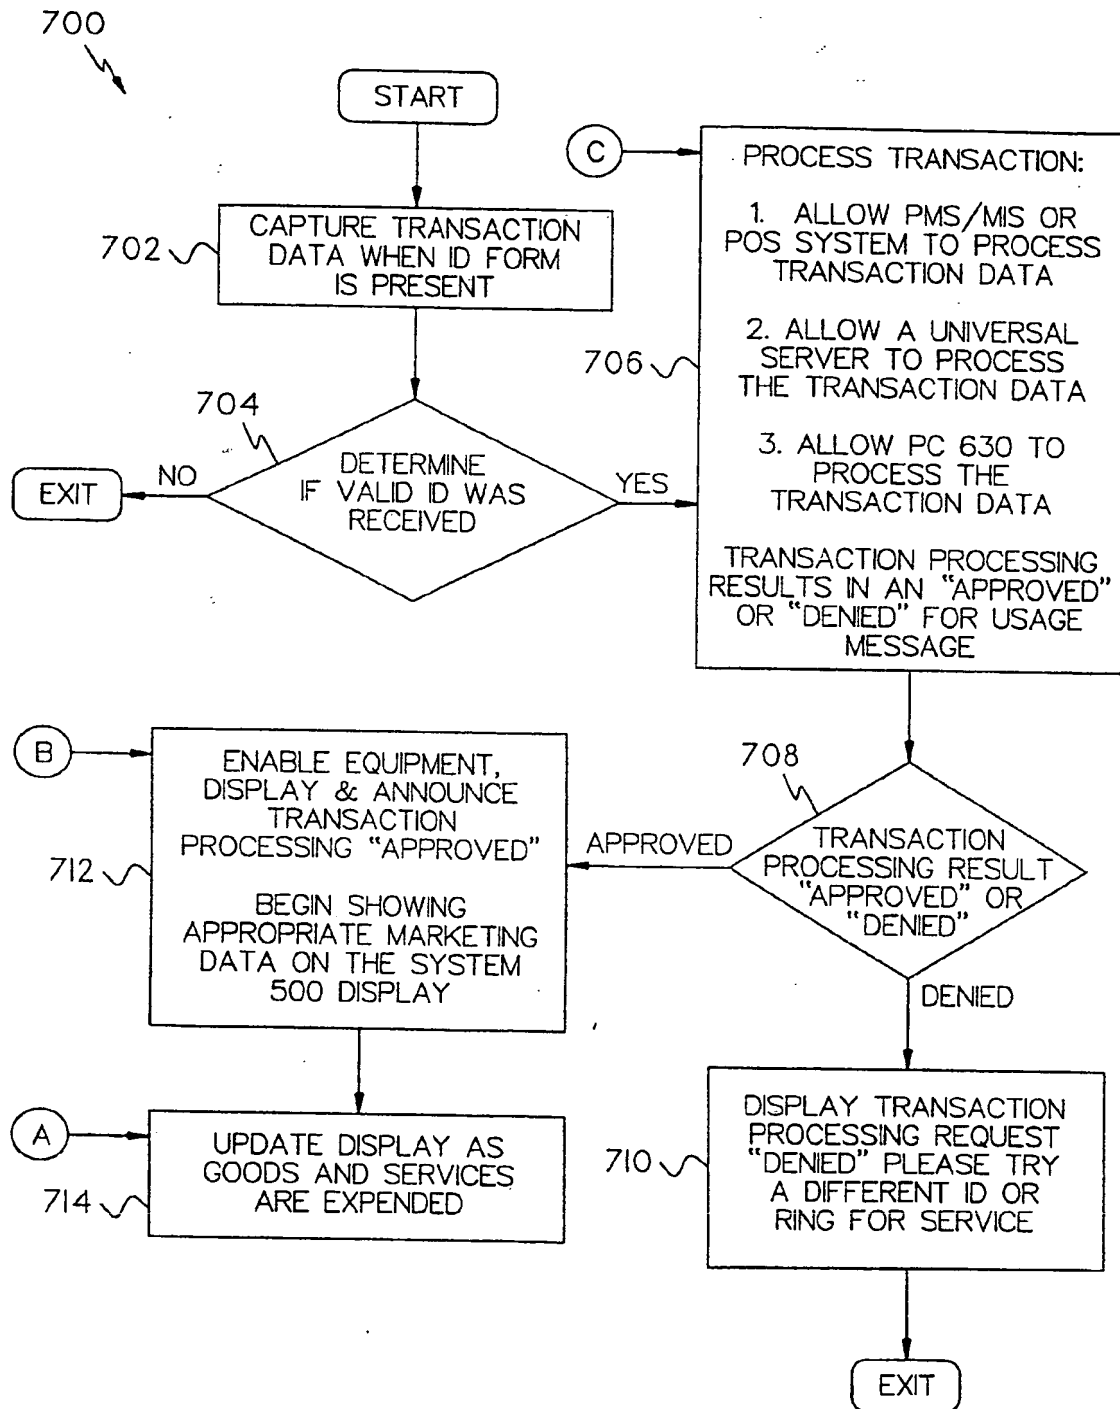 700
START
CAPTURE TRANSACTION
DATA WHEN ID FORM
IS PRESENT
702
704
DETERMINE
IF VALID ID WAS
RECEIVED
NO
EXIT
YES
C
PROCESS TRANSACTION:
1. ALLOW PMS/MIS OR
POS SYSTEM TO PROCESS
TRANSACTION DATA
2. ALLOW A UNIVERSAL
SERVER TO PROCESS
THE TRANSACTION DATA
3. ALLOW PC 630 TO
PROCESS THE
TRANSACTION DATA
TRANSACTION PROCESSING
RESULTS IN AN "APPROVED"
OR "DENIED" FOR USAGE
MESSAGE
706
708
TRANSACTION
PROCESSING RESULT
"APPROVED" OR
"DENIED"
APPROVED
DENIED
B
ENABLE EQUIPMENT,
DISPLAY & ANNOUNCE
TRANSACTION
PROCESSING "APPROVED"
BEGIN SHOWING
APPROPRIATE MARKETING
DATA ON THE SYSTEM
500 DISPLAY
712
A
UPDATE DISPLAY AS
GOODS AND SERVICES
ARE EXPENDED
714
DISPLAY TRANSACTION
PROCESSING REQUEST
"DENIED" PLEASE TRY
A DIFFERENT ID OR
RING FOR SERVICE
710
EXIT